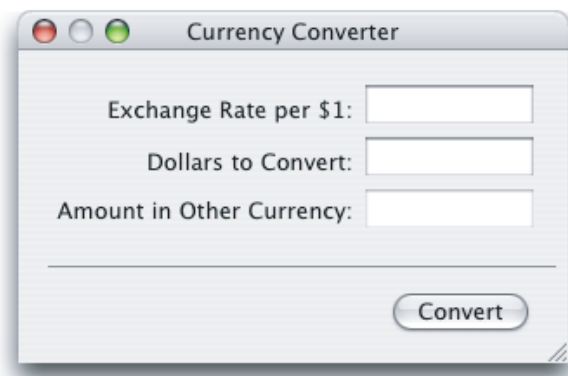 Currency Converter
Exchange Rate per $1:
Dollars to Convert:
Amount in Other Currency:
Convert